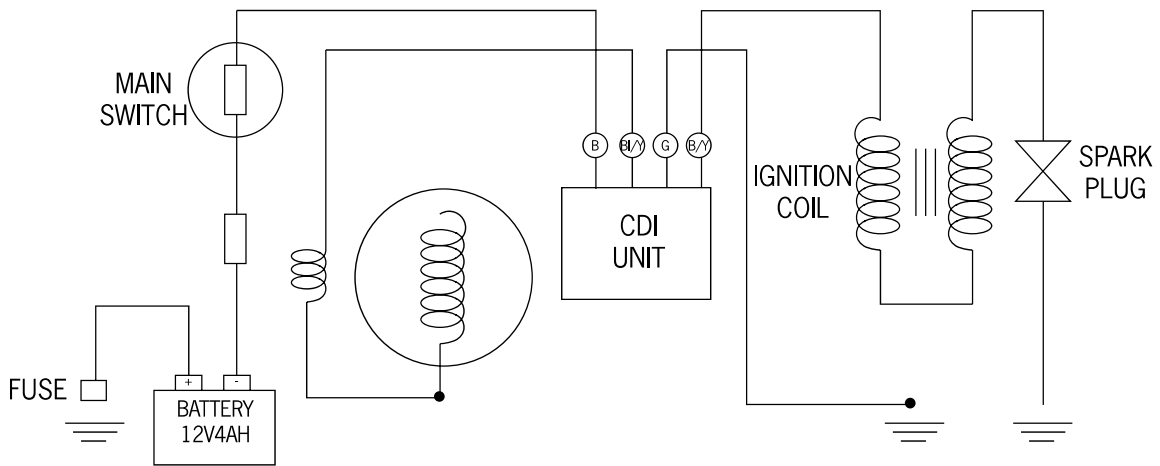 MAIN
SWITCH
B
Bl/Y
G
B/Y
CDI
UNIT
IGNITION
COIL
SPARK
PLUG
FUSE
+
-
BATTERY
12V4AH